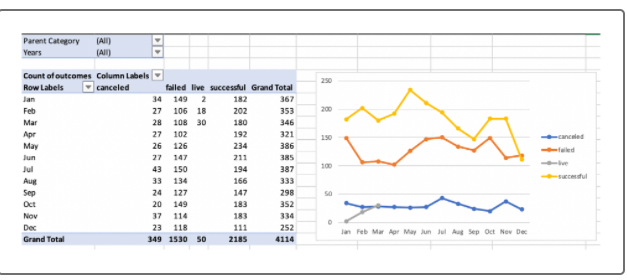 Parent Category (All)
Years (All)
Count of outcomes Column Labels
Row Labels canceled failed live successful Grand Total
Jan 34 149 2 182 367
Feb 27 106 18 202 353
Mar 28 108 30 180 346
Apr 27 102 192 321
May 26 126 234 386
Jun 27 147 211 385
Jul 43 150 194 387
Aug 33 134 166 333
Sep 24 127 147 298
Oct 20 149 183 352
Nov 37 114 183 334
Dec 23 118 111 252
Grand Total 349 1530 50 2185 4114
250
200
150
100
50
0
Jan Feb Mar Apr May Jun Jul Aug Sep Oct Nov Dec
canceled
failed
live
successful